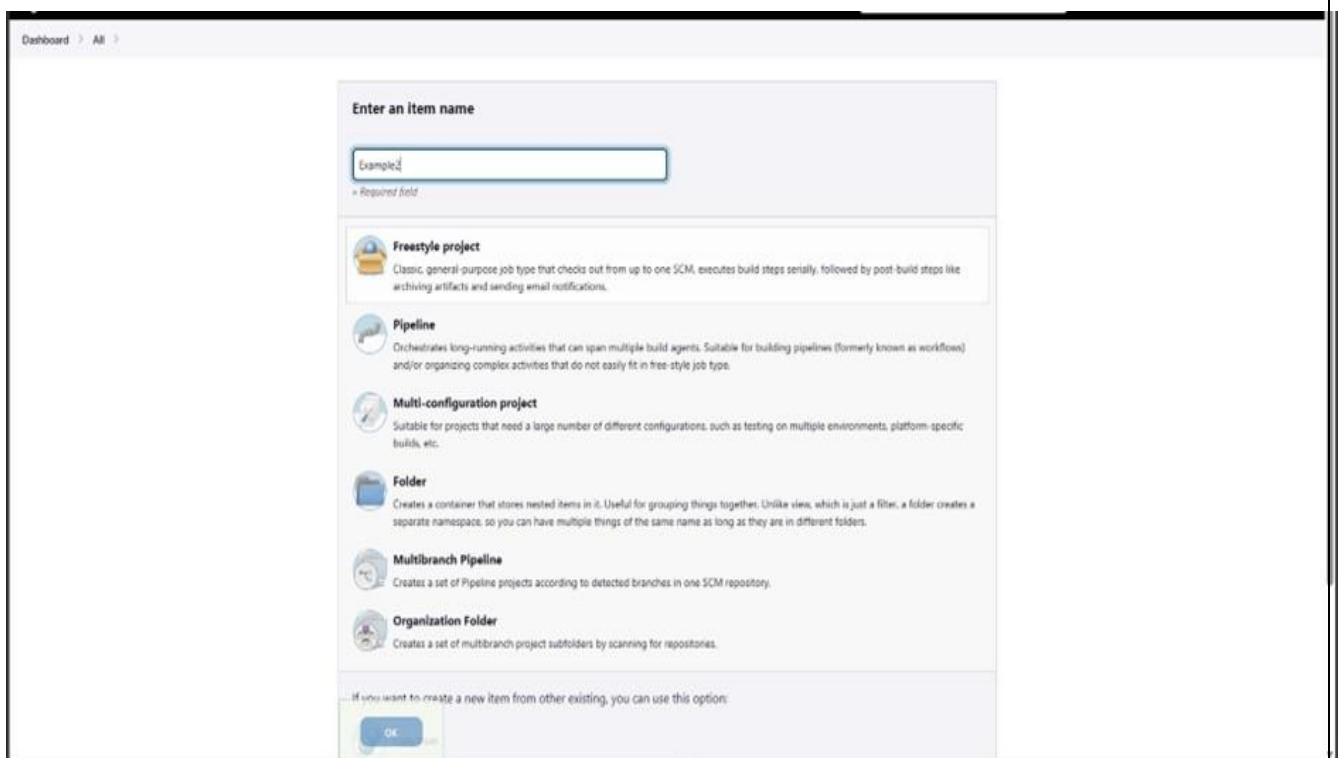 Dashboard > All >
Enter an item name
Example2
» Required field
Freestyle project
Classic, general-purpose job type that checks out from up to one SCM, executes build steps serially, followed by post-build steps like
archiving artifacts and sending email notifications.
Pipeline
Orchestrates long-running activities that can span multiple build agents. Suitable for building pipelines (formerly known as workflows)
and/or organizing complex activities that do not easily fit in free-style job type.
Multi-configuration project
Suitable for projects that need a large number of different configurations, such as testing on multiple environments, platform-specific
builds, etc.
Folder
Creates a container that stores nested items in it. Useful for grouping things together. Unlike view, which is just a filter, a folder creates a
separate namespace, so you can have multiple things of the same name as long as they are in different folders.
Multibranch Pipeline
Creates a set of Pipeline projects according to detected branches in one SCM repository.
Organization Folder
Creates a set of multibranch project subfolders by scanning for repositories.
If you want to create a new item from other existing, you can use this option:
OK